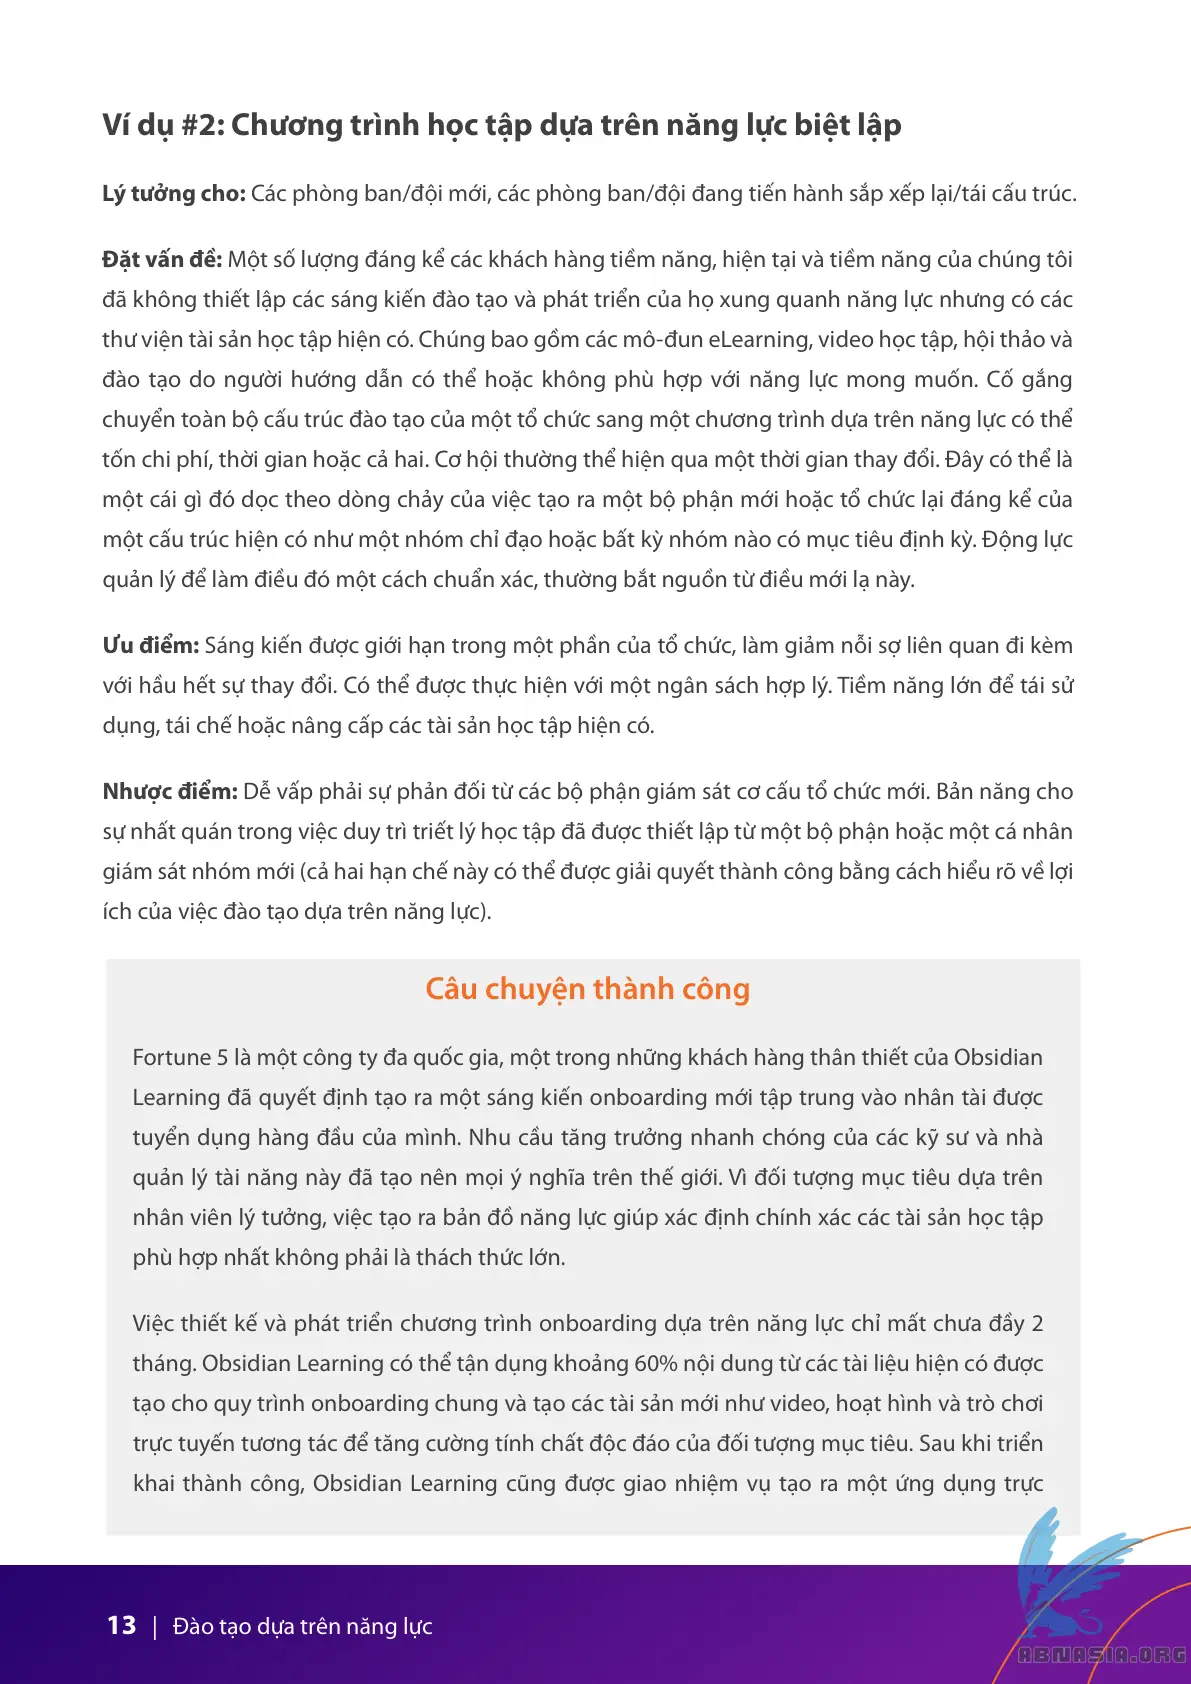 Ví dụ #2: Chương trình học tập dựa trên năng lực biệt lập
Lý tưởng cho: Các phòng ban/đội mới, các phòng ban/đội đang tiến hành sắp xếp lại/tái cấu trúc.
Đặt vấn đề: Một số lượng đáng kể các khách hàng tiềm năng, hiện tại và tiềm năng của chúng tôi
đã không thiết lập các sáng kiến đào tạo và phát triển của họ xung quanh năng lực nhưng có các
thư viện tài sản học tập hiện có. Chúng bao gồm các mô-đun eLearning, video học tập, hội thảo và
đào tạo do người hướng dẫn có thể hoặc không phù hợp với năng lực mong muốn. Cố gắng
chuyển toàn bộ cấu trúc đào tạo của một tổ chức sang một chương trình dựa trên năng lực có thể
tốn chi phí, thời gian hoặc cả hai. Cơ hội thường thể hiện qua một thời gian thay đổi. Đây có thể là
một cái gì đó dọc theo dòng chảy của việc tạo ra một bộ phận mới hoặc tổ chức lại đáng kể của
một cấu trúc hiện có như một nhóm chỉ đạo hoặc bất kỳ nhóm nào có mục tiêu định kỳ. Động lực
quản lý để làm điều đó một cách chuẩn xác, thường bắt nguồn từ điều mới lạ này.
Ưu điểm: Sáng kiến được giới hạn trong một phần của tổ chức, làm giảm nỗi sợ liên quan đi kèm
với hầu hết sự thay đổi. Có thể được thực hiện với một ngân sách hợp lý. Tiềm năng lớn để tái sử
dụng, tái chế hoặc nâng cấp các tài sản học tập hiện có.
Nhược điểm: Dễ vấp phải sự phản đối từ các bộ phận giám sát cơ cấu tổ chức mới. Bản năng cho
sự nhất quán trong việc duy trì triết lý học tập đã được thiết lập từ một bộ phận hoặc một cá nhân
giám sát nhóm mới (cả hai hạn chế này có thể được giải quyết thành công bằng cách hiểu rõ về lợi
ích của việc đào tạo dựa trên năng lực).
Câu chuyện thành công
Fortune 5 là một công ty đa quốc gia, một trong những khách hàng thân thiết của Obsidian
Learning đã quyết định tạo ra một sáng kiến onboarding mới tập trung vào nhân tài được
tuyển dụng hàng đầu của mình. Nhu cầu tăng trưởng nhanh chóng của các kỹ sư và nhà
quản lý tài năng này đã tạo nên mọi ý nghĩa trên thế giới. Vì đối tượng mục tiêu dựa trên
nhân viên lý tưởng, việc tạo ra bản đồ năng lực giúp xác định chính xác các tài sản học tập
phù hợp nhất không phải là thách thức lớn.
Việc thiết kế và phát triển chương trình onboarding dựa trên năng lực chỉ mất chưa đầy 2
tháng. Obsidian Learning có thể tận dụng khoảng 60% nội dung từ các tài liệu hiện có được
tạo cho quy trình onboarding chung và tạo các tài sản mới như video, hoạt hình và trò chơi
trực tuyến tương tác để tăng cường tính chất độc đáo của đối tượng mục tiêu. Sau khi triển
khai thành công, Obsidian Learning cũng được giao nhiệm vụ tạo ra một ứng dụng trực
13 | Đào tạo dựa trên năng lực
ABNASIA.ORG